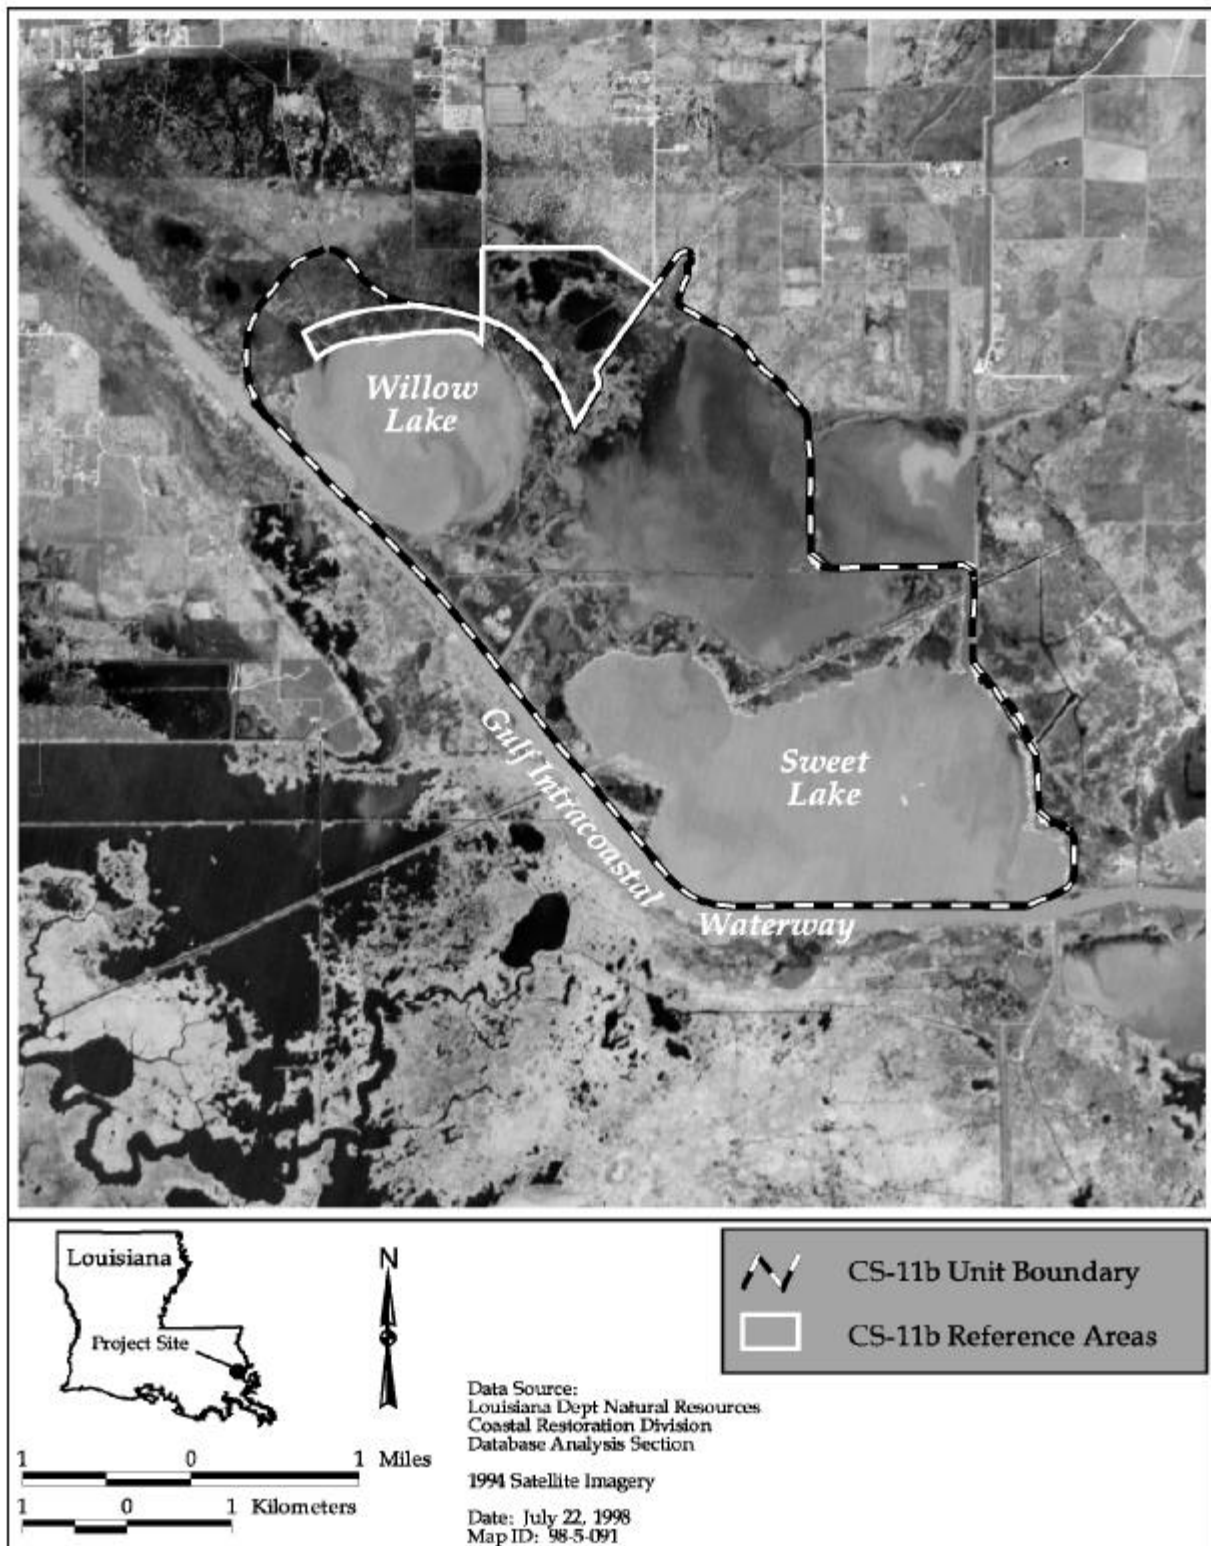 Willow
Lake
Sweet
Lake
Gulf Intracoastal
Waterway
Louisiana
Project Site
N
CS-11b Unit Boundary
CS-11b Reference Areas
Data Source:
Louisiana Dept Natural Resources
Coastal Restoration Division
Database Analysis Section
1994 Satellite Imagery
Date: July 22, 1998
Map ID: 98-5-091
1 0 1 Miles
1 0 1 Kilometers